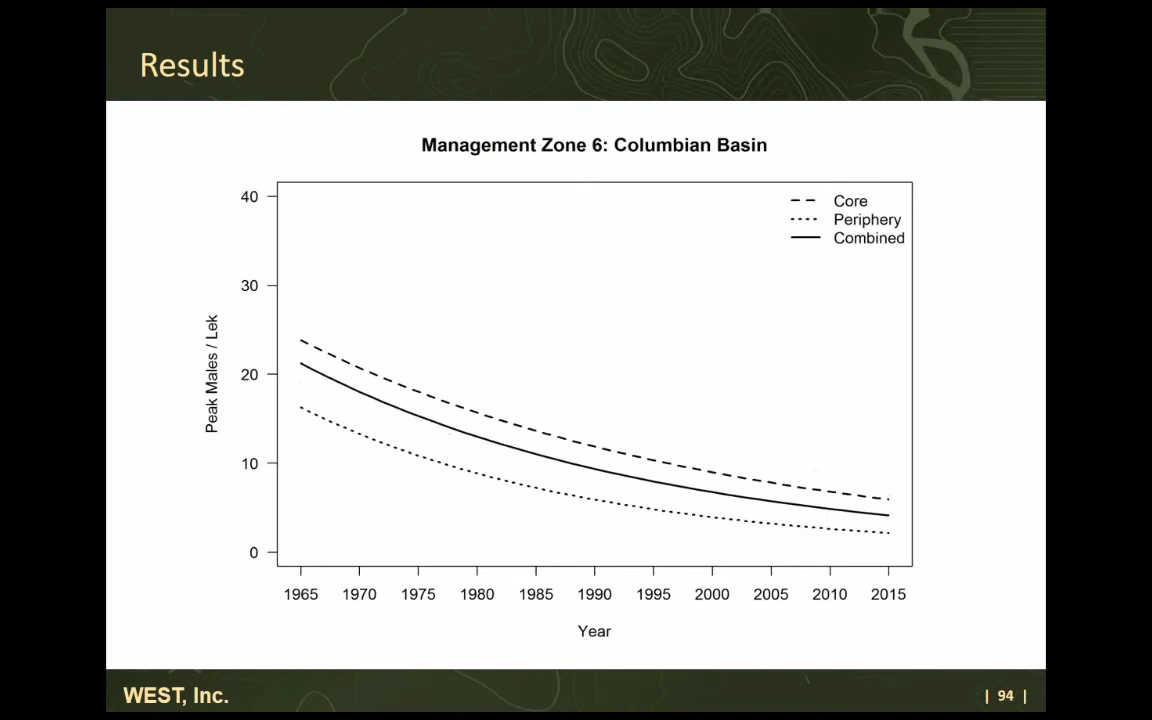 Results
Management Zone 6: Columbian Basin
40
30
20
10
0
Peak Males / Lek
Core
Periphery
Combined
1965 1970 1975 1980 1985 1990 1995 2000 2005 2010 2015
Year
WEST, Inc.
| 94 |